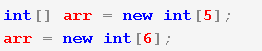 int[] arr = new int[5];
arr = new int[6];